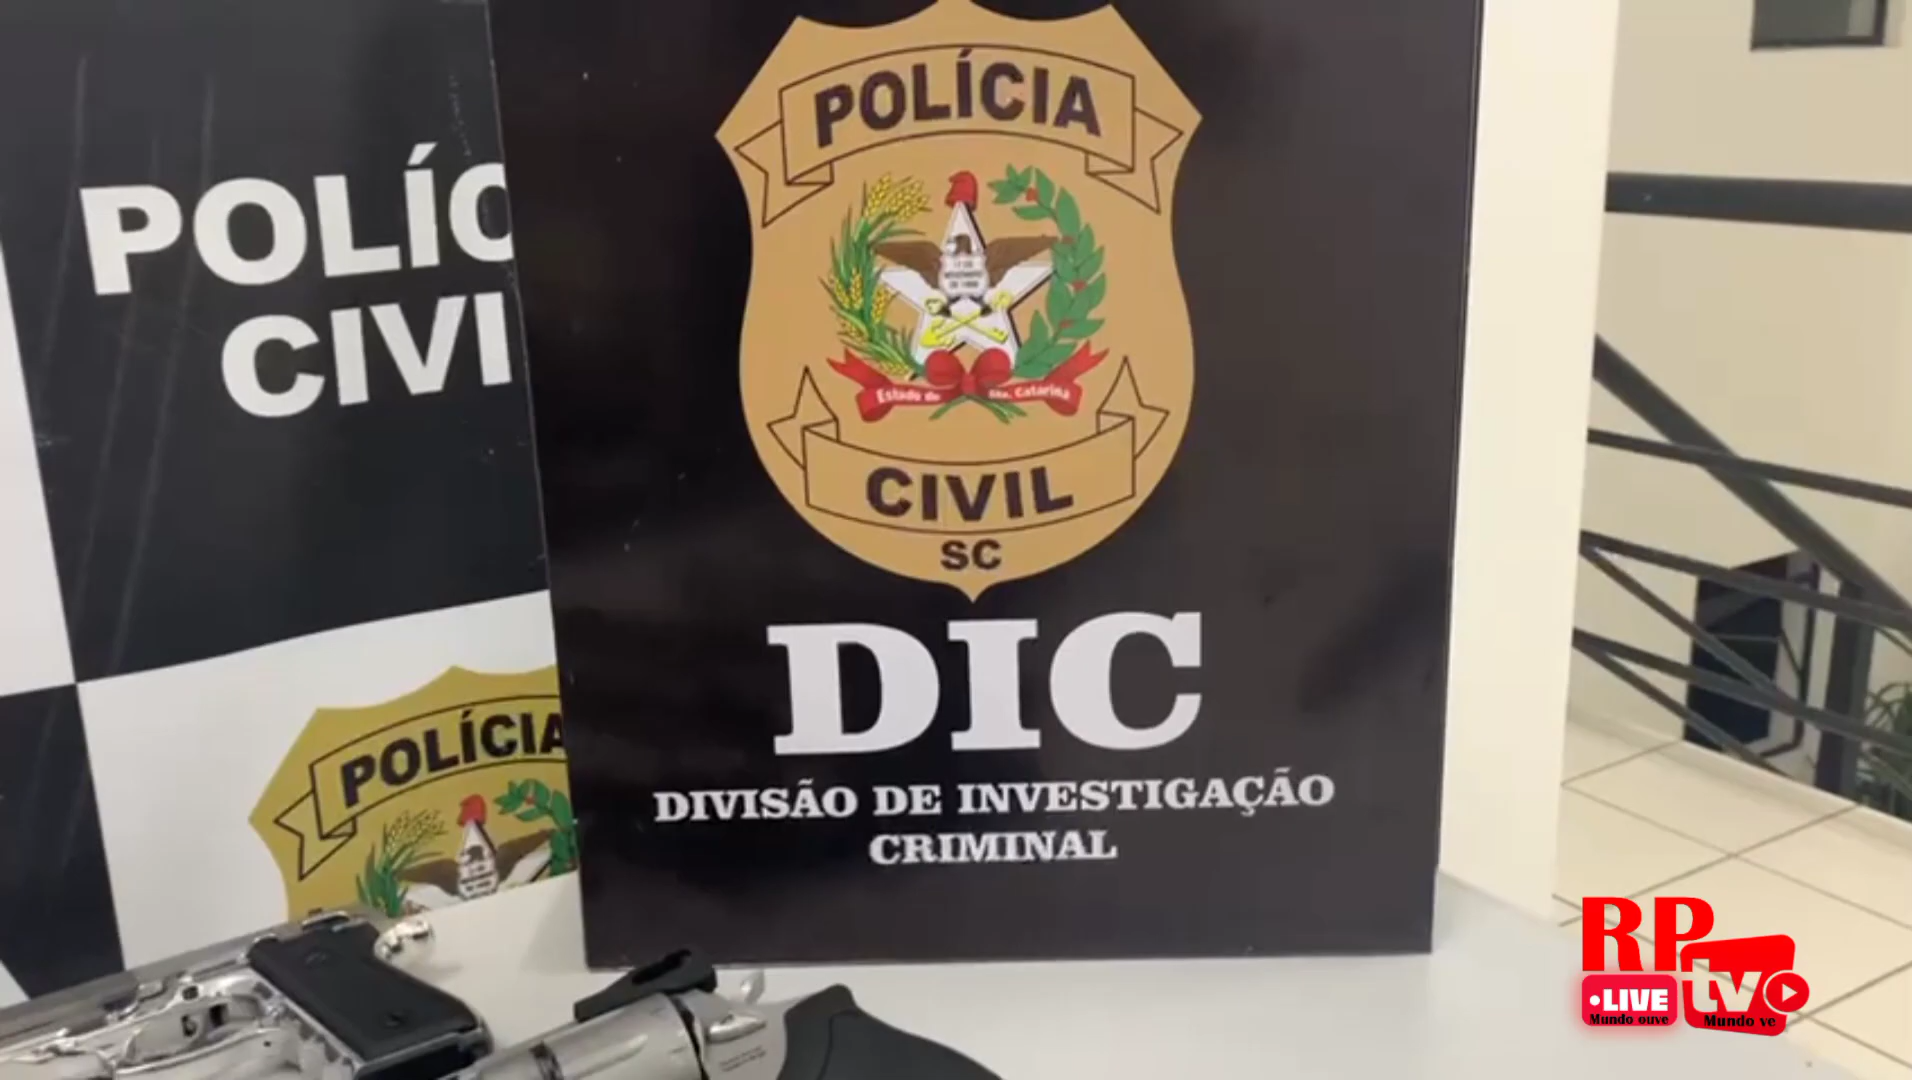 POLÍC
CIVI
POLÍCIA
POLÍCIA
Estado de Sta. Catarina
CIVIL
SC
DIC
DIVISÃO DE INVESTIGAÇÃO
CRIMINAL
RP
tv
LIVE
Mundo ouve
Mundo ve